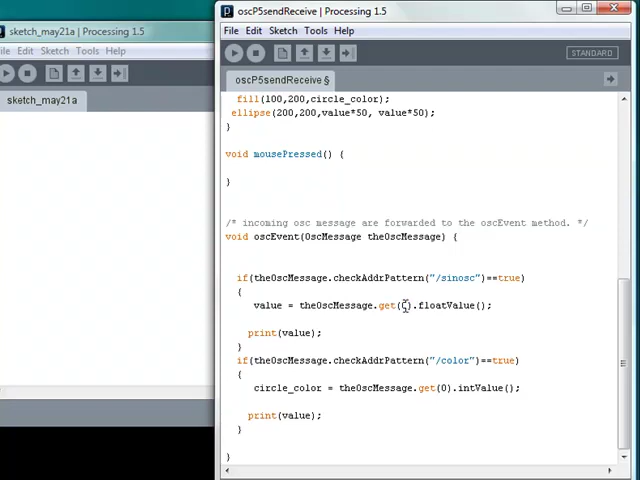 oscP5sendReceive | Processing 1.5
sketch_may21a | Processing 1.5
File Edit Sketch Tools Help
Edit Sketch Tools Help
STANDARD
oscP5sendReceive §
sketch_may21a
fill(100,200,circle_color);
ellipse(200,200,value*50, value*50);
}
void mousePressed() {
}
/* incoming osc message are forwarded to the oscEvent method. */
void oscEvent(OscMessage theOscMessage) {
if(theOscMessage.checkAddrPattern("/sinosc")==true)
{
value = theOscMessage.get(0).floatValue();
print(value);
}
if(theOscMessage.checkAddrPattern("/color")==true)
{
circle_color = theOscMessage.get(0).intValue();
print(value);
}
}